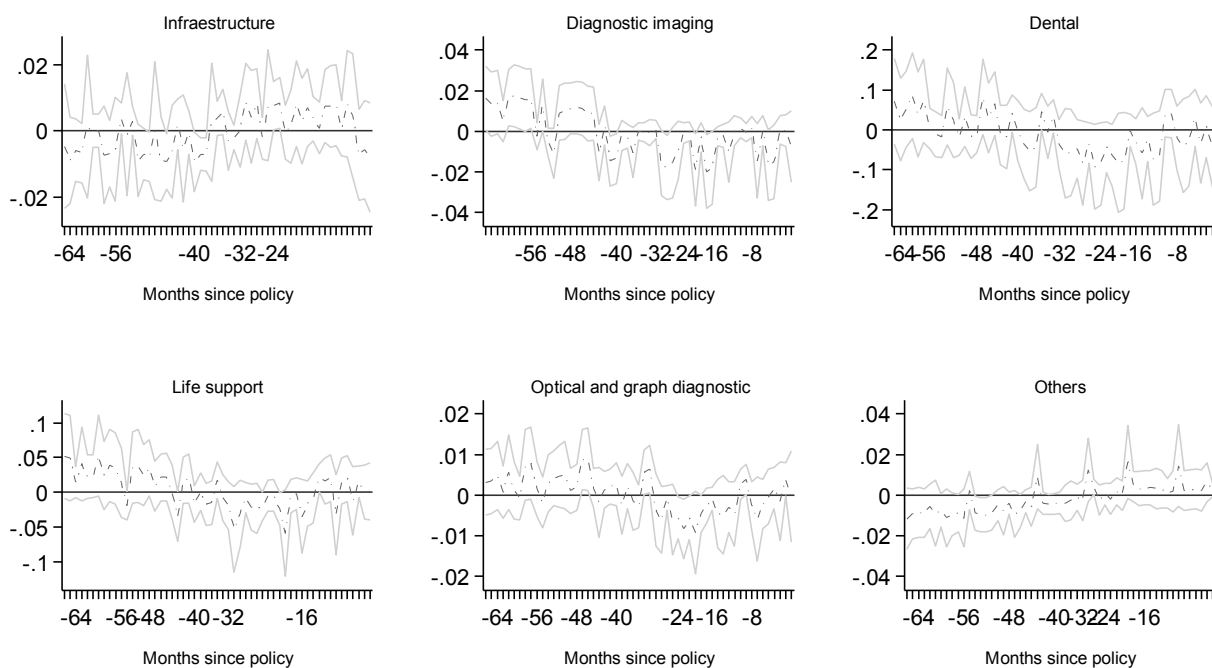 Infraestructure
.02
0
-.02
-64 -56 -40 -32 -24
Months since policy
Diagnostic imaging
.04
.02
0
-.02
-.04
-56 -48 -40 -32 -24 -16 -8
Months since policy
Dental
.2
.1
0
-.1
-.2
-64 -56 -48 -40 -32 -24 -16 -8
Months since policy
Life support
.1
.05
0
-.05
-.1
-64 -56 -48 -40 -32 -16
Months since policy
Optical and graph diagnostic
.02
.01
0
-.01
-.02
-64 -56 -48 -40 -32 -24 -16 -8
Months since policy
Others
.04
.02
0
-.02
-.04
-64 -56 -40 -32 -24 -16
Months since policy